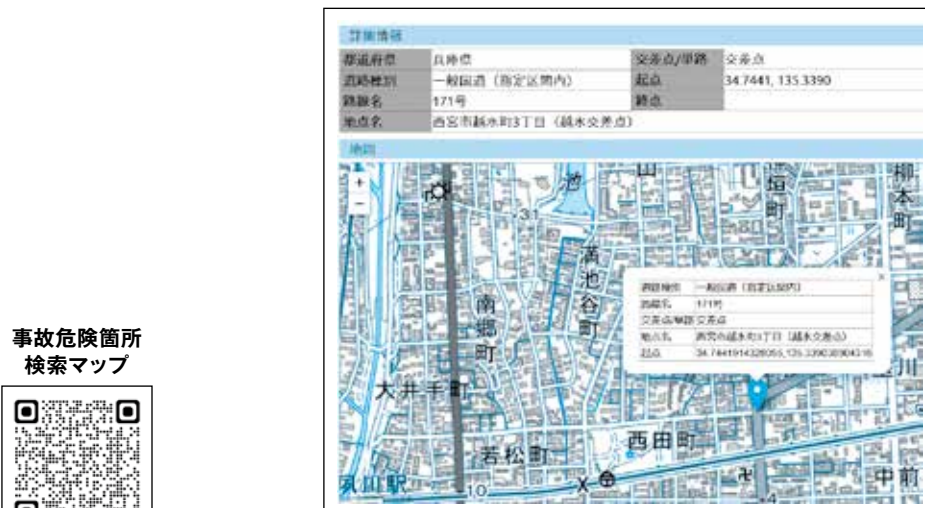 詳細情報
都道府県 兵庫県 交差点/単路 交差点
道路種別 一般国道（指定区間内） 起点 34.7441, 135.3390
路線名 171号 終点
地点名 西宮市越水町3丁目（越水交差点）
地図
+
−
池
山
垣
町
柳
本
町
31
30
満
池
谷
町
南
郷
町
×
道路種別 一般国道（指定区間内）
路線名 171号
交差点/単路 交差点
地点名 西宮市越水町3丁目（越水交差点）
起点
川
大井手町
西田町
若松町
夙川駅
10
中前
4
事故危険箇所
検索マップ